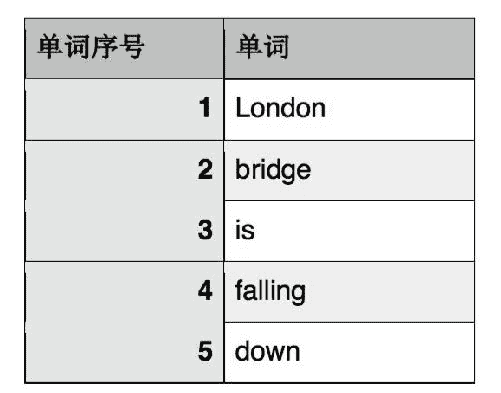 单词序号 单词
1 London
2 bridge
3 is
4 falling
5 down